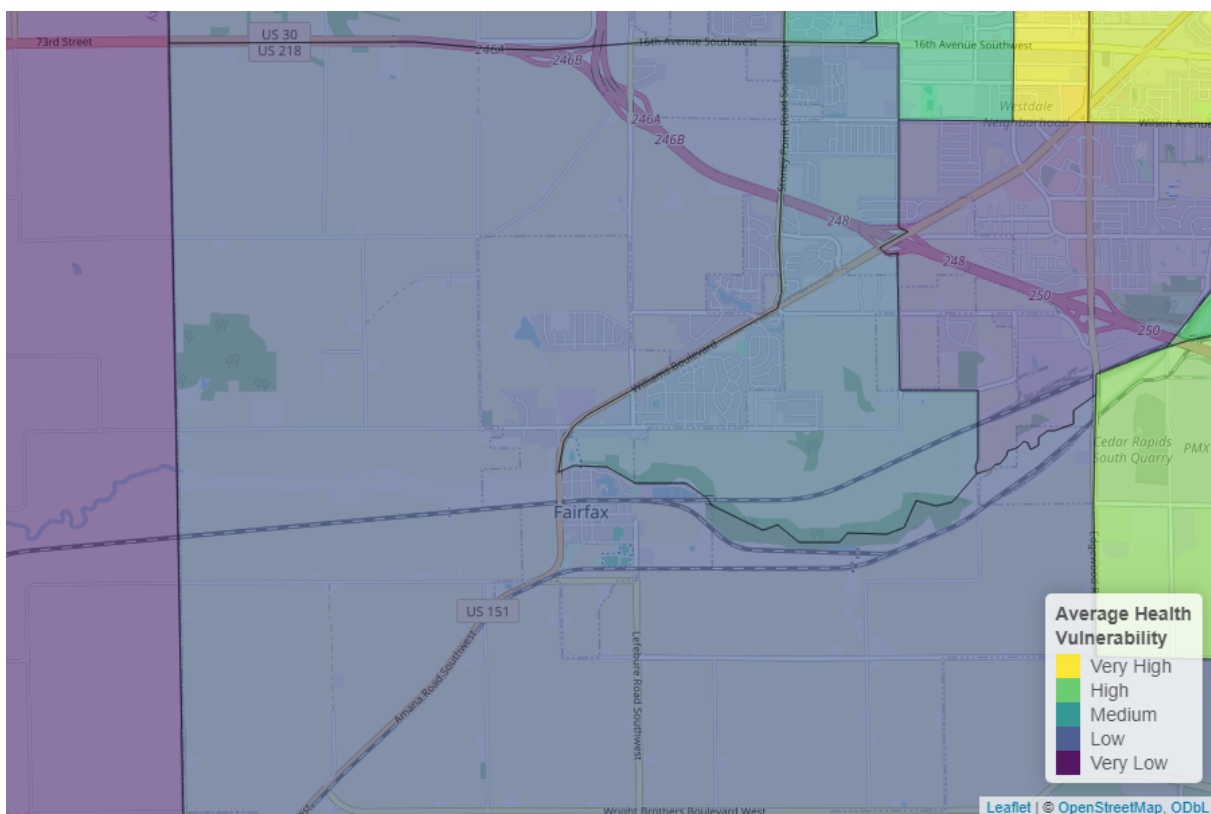 73rd Street
US 30
US 218
246A
246B
16th Avenue Southwest
16th Avenue Southwest
246A
246B
Stoney Point Road Southwest
Westdale
Neighborhood
Wilson Avenue
248
248
250
250
Williams Boulevard
Cedar Rapids
South Quarry
PMX
Fairfax
US 151
Amana Road Southwest
Lefebure Road Southwest
Wright Brothers Boulevard West
Average Health
Vulnerability
Very High
High
Medium
Low
Very Low
Leaflet | © OpenStreetMap, ODbL